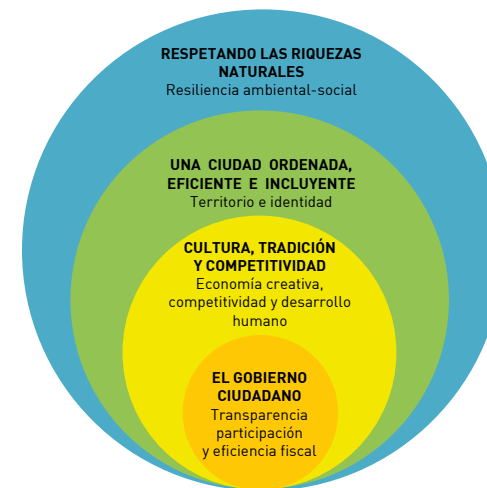 RESPETANDO LAS RIQUEZAS
NATURALES
Resiliencia ambiental-social
UNA CIUDAD ORDENADA,
EFICIENTE E INCLUYENTE
Territorio e identidad
CULTURA, TRADICIÓN
Y COMPETITIVIDAD
Economía creativa,
competitividad y desarrollo
humano
EL GOBIERNO
CIUDADANO
Transparencia
participación
y eficiencia fiscal